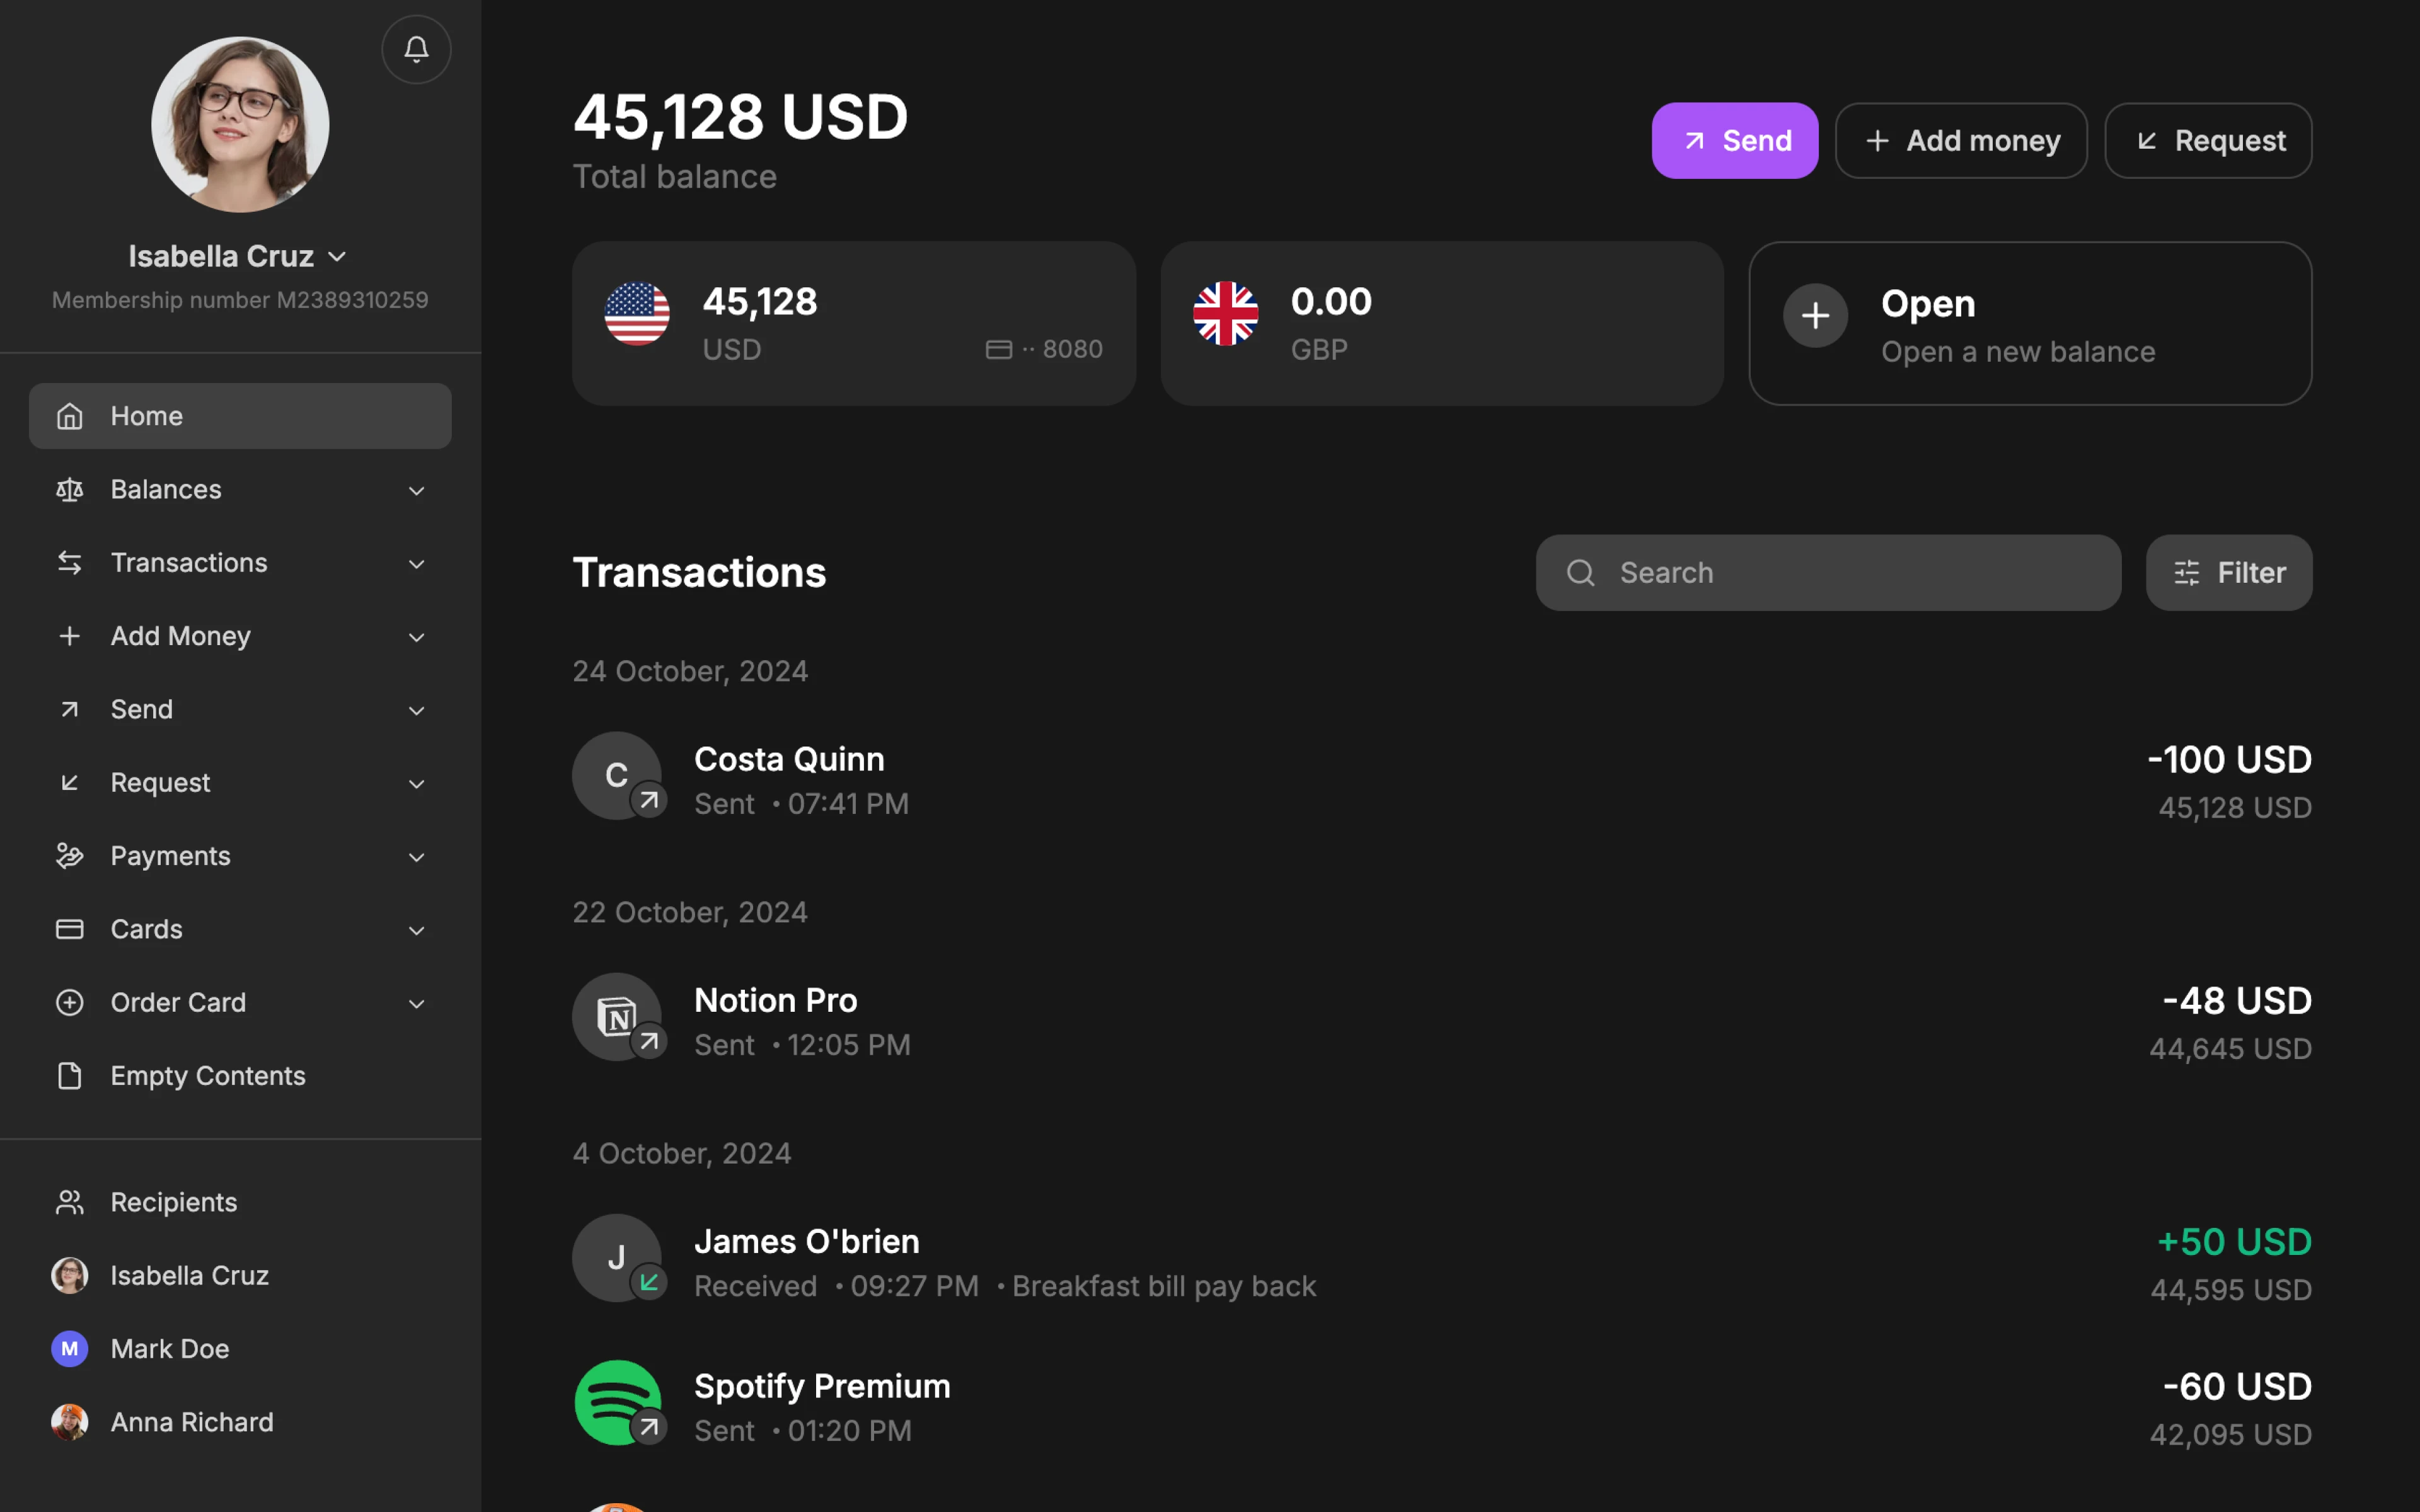 Isabella Cruz
Membership number M2389310259
Home
Balances
Transactions
Add Money
Send
Request
Payments
Cards
Order Card
Empty Contents
Recipients
Isabella Cruz
M Mark Doe
Anna Richard
45,128 USD
Total balance
Send
Add money
Request
45,128
USD
·· 8080
0.00
GBP
Open
Open a new balance
Transactions
Search
Filter
24 October, 2024
C
Costa Quinn
-100 USD
Sent • 07:41 PM
45,128 USD
22 October, 2024
N
Notion Pro
-48 USD
Sent • 12:05 PM
44,645 USD
4 October, 2024
J
James O'brien
+50 USD
Received • 09:27 PM • Breakfast bill pay back
44,595 USD
Spotify Premium
-60 USD
Sent • 01:20 PM
42,095 USD